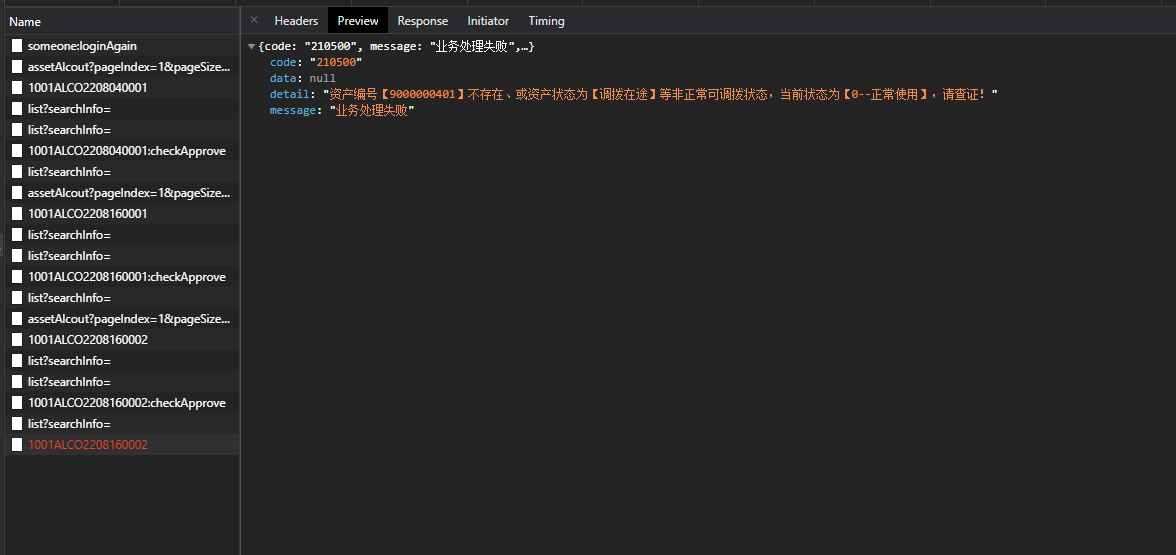 Name
× Headers Preview Response Initiator Timing
someone:loginAgain
assetAlcout?pageIndex=1&pageSize...
1001ALCO2208040001
list?searchInfo=
list?searchInfo=
1001ALCO2208040001:checkApprove
list?searchInfo=
assetAlcout?pageIndex=1&pageSize...
1001ALCO2208160001
list?searchInfo=
list?searchInfo=
1001ALCO2208160001:checkApprove
list?searchInfo=
assetAlcout?pageIndex=1&pageSize...
1001ALCO2208160002
list?searchInfo=
list?searchInfo=
1001ALCO2208160002:checkApprove
list?searchInfo=
1001ALCO2208160002
▼{code: "210500", message: "业务处理失败",…}
code: "210500"
data: null
detail: "资产编号【9000000401】不存在、或资产状态为【调拨在途】等非正常可调拨状态，当前状态为【0--正常使用】，请查证！"
message: "业务处理失败"